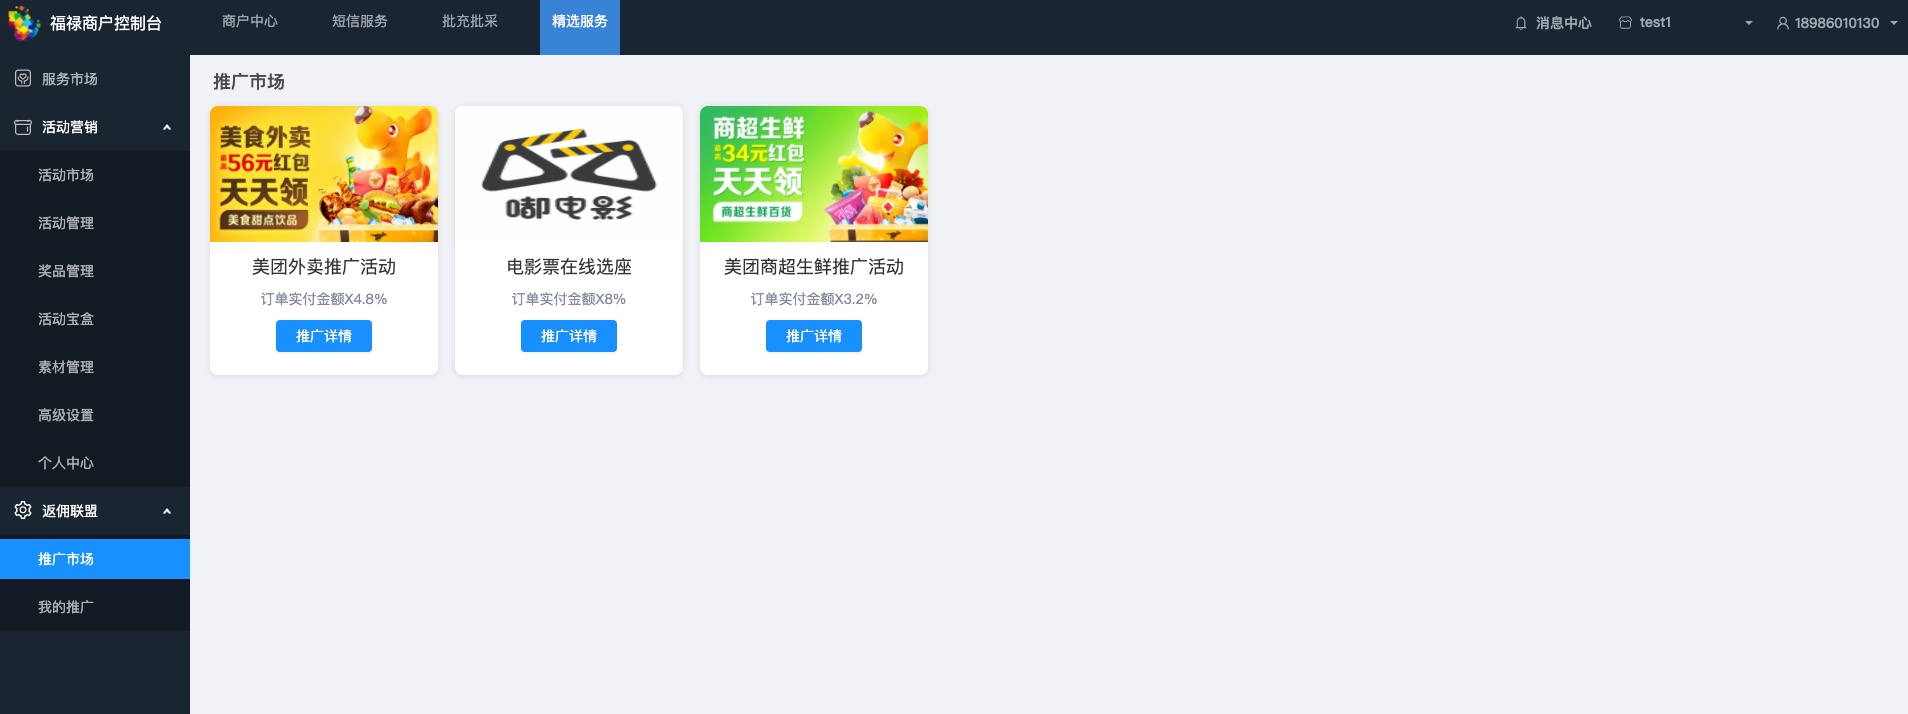 福禄商户控制台
商户中心
短信服务
批充批采
精选服务
消息中心
test1
18986010130
服务市场
活动营销
活动市场
活动管理
奖品管理
活动宝盒
素材管理
高级设置
个人中心
返佣联盟
推广市场
我的推广
推广市场
美食外卖
最高56元红包
天天领
美食甜点饮品
美团外卖推广活动
订单实付金额X4.8%
推广详情
嘟电影
电影票在线选座
订单实付金额X8%
推广详情
商超生鲜
最高34元红包
天天领
商超生鲜百货
美团商超生鲜推广活动
订单实付金额X3.2%
推广详情